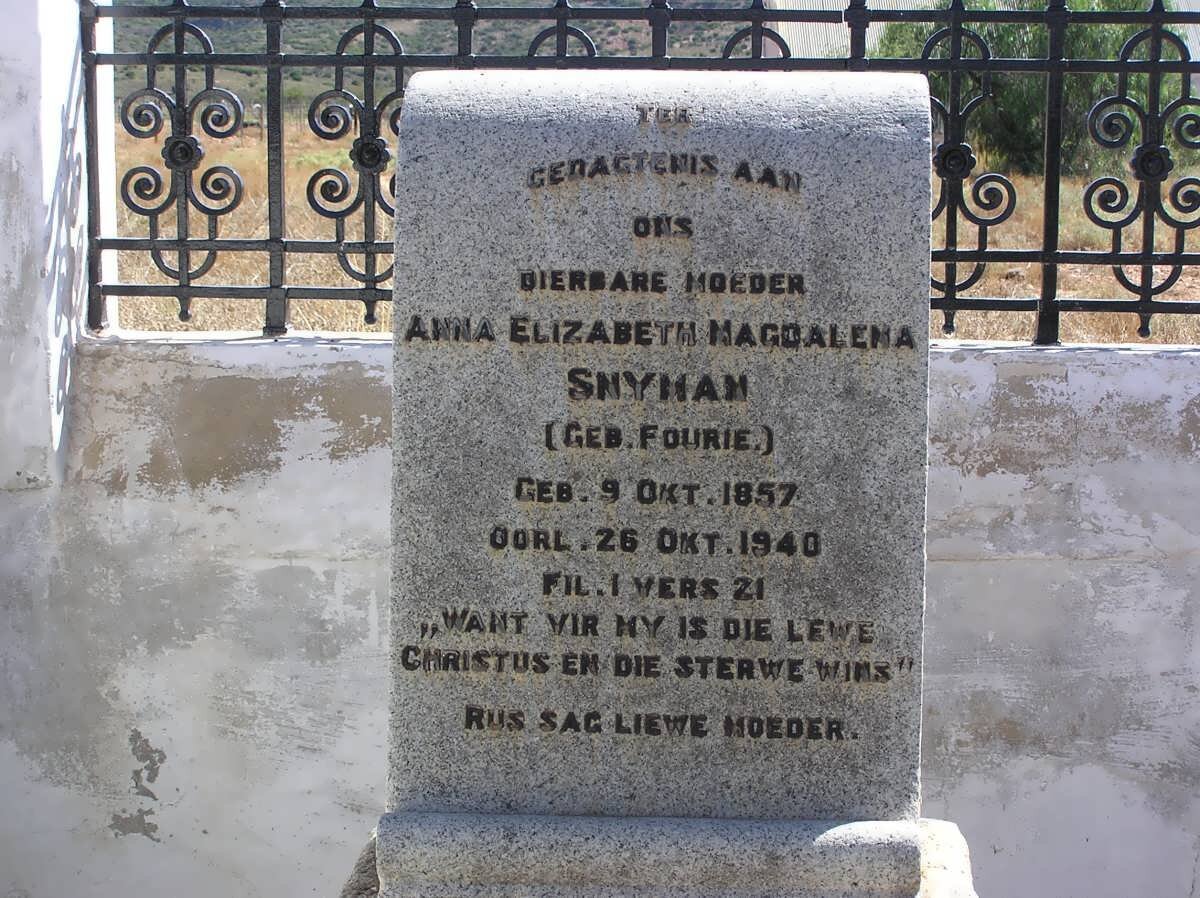 TER
GEDAGTENIS AAN
ONS
DIERBARE MOEDER
ANNA ELIZABETH MAGDALENA
SNYMAN
(GEB. FOURIE.)
GEB. 9 OKT. 1857
OORL. 26 OKT. 1940
FIL. 1 VERS 21
„WANT VIR MY IS DIE LEWE
CHRISTUS EN DIE STERWE WINS"
RUS SAG LIEWE MOEDER.